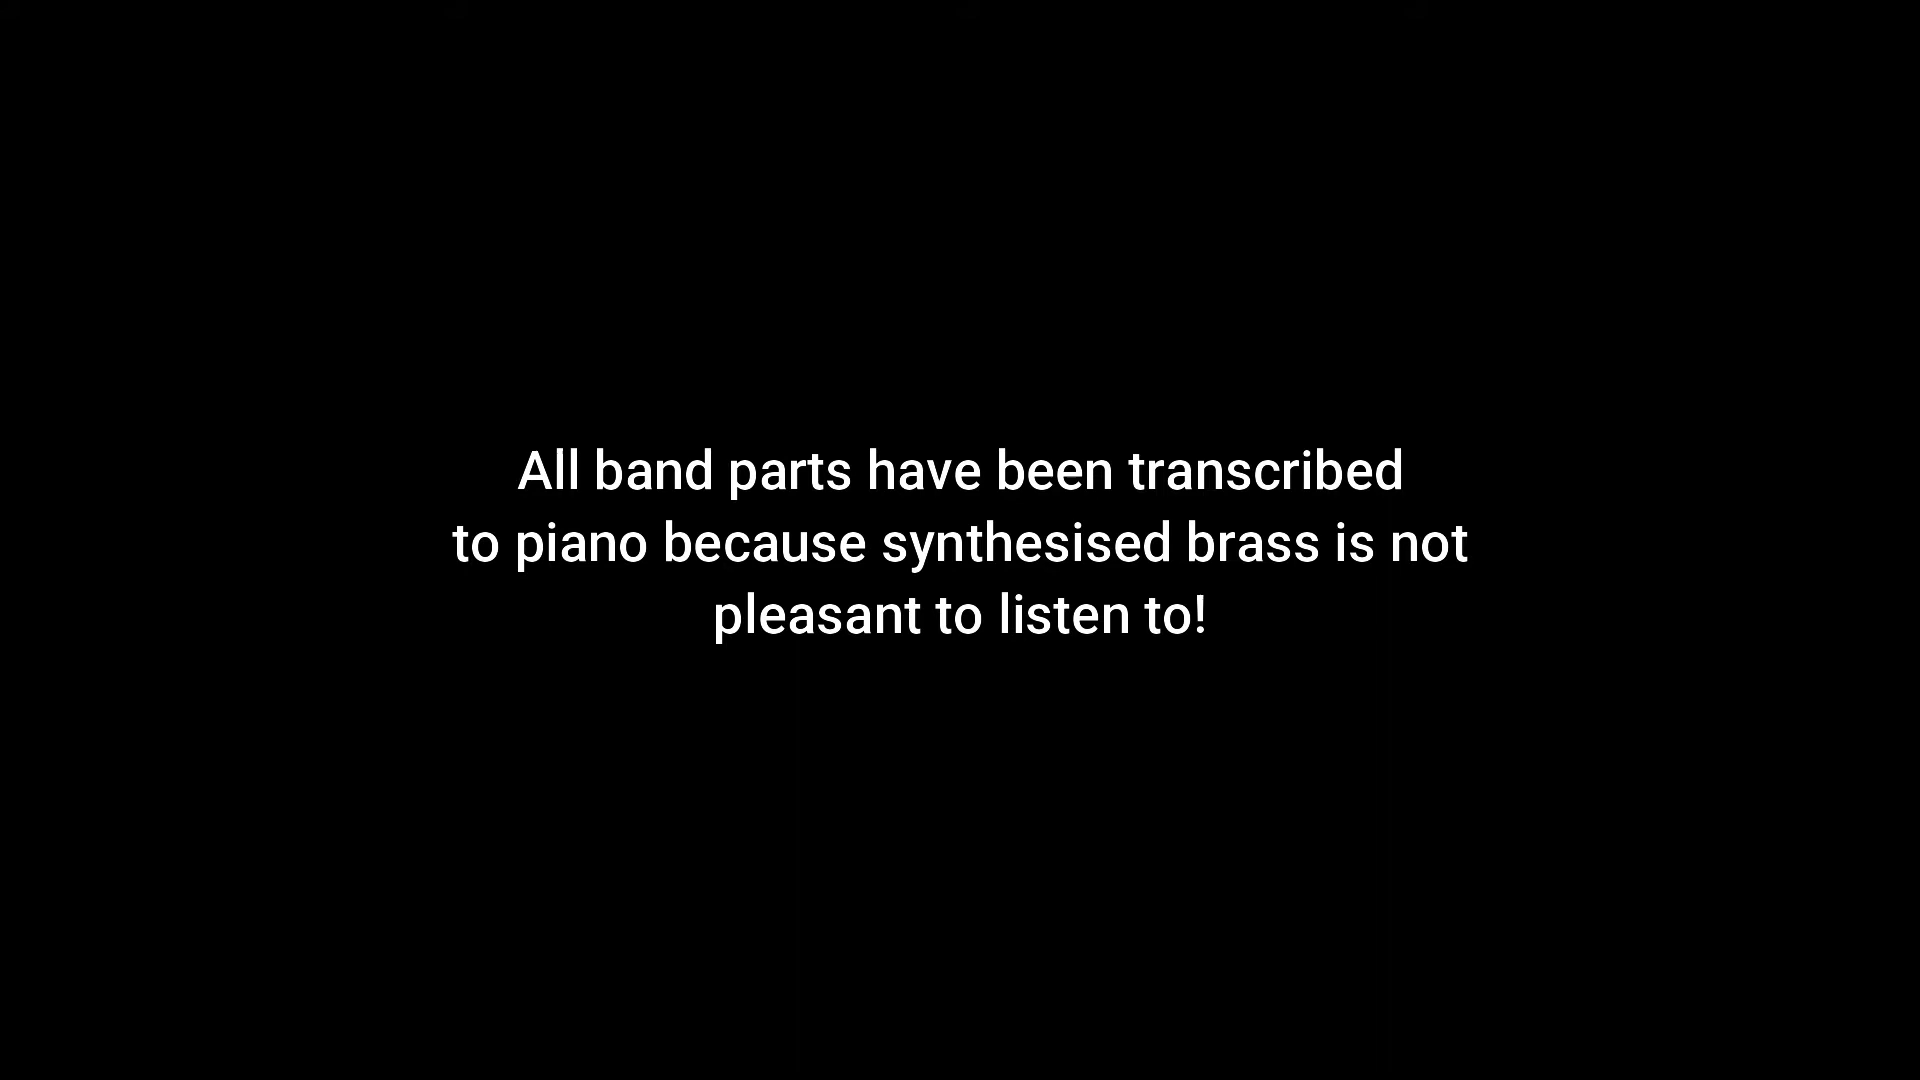 All band parts have been transcribed
to piano because synthesised brass is not
pleasant to listen to!